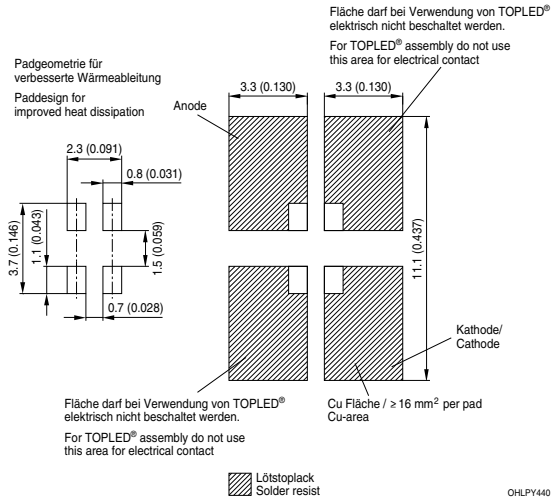 Fläche darf bei Verwendung von TOPLED®
elektrisch nicht beschaltet werden.
For TOPLED® assembly do not use
this area for electrical contact
Padgeometrie für
verbesserte Wärmeableitung
Paddesign for
improved heat dissipation
Anode
3.3 (0.130)
3.3 (0.130)
2.3 (0.091)
0.8 (0.031)
3.7 (0.146)
1.1 (0.043)
1.5 (0.059)
11.1 (0.437)
0.7 (0.028)
Kathode/
Cathode
Fläche darf bei Verwendung von TOPLED®
elektrisch nicht beschaltet werden.
For TOPLED® assembly do not use
this area for electrical contact
Cu Fläche / ≥ 16 mm² per pad
Cu-area
Lötstoplack
Solder resist
OHLPY440